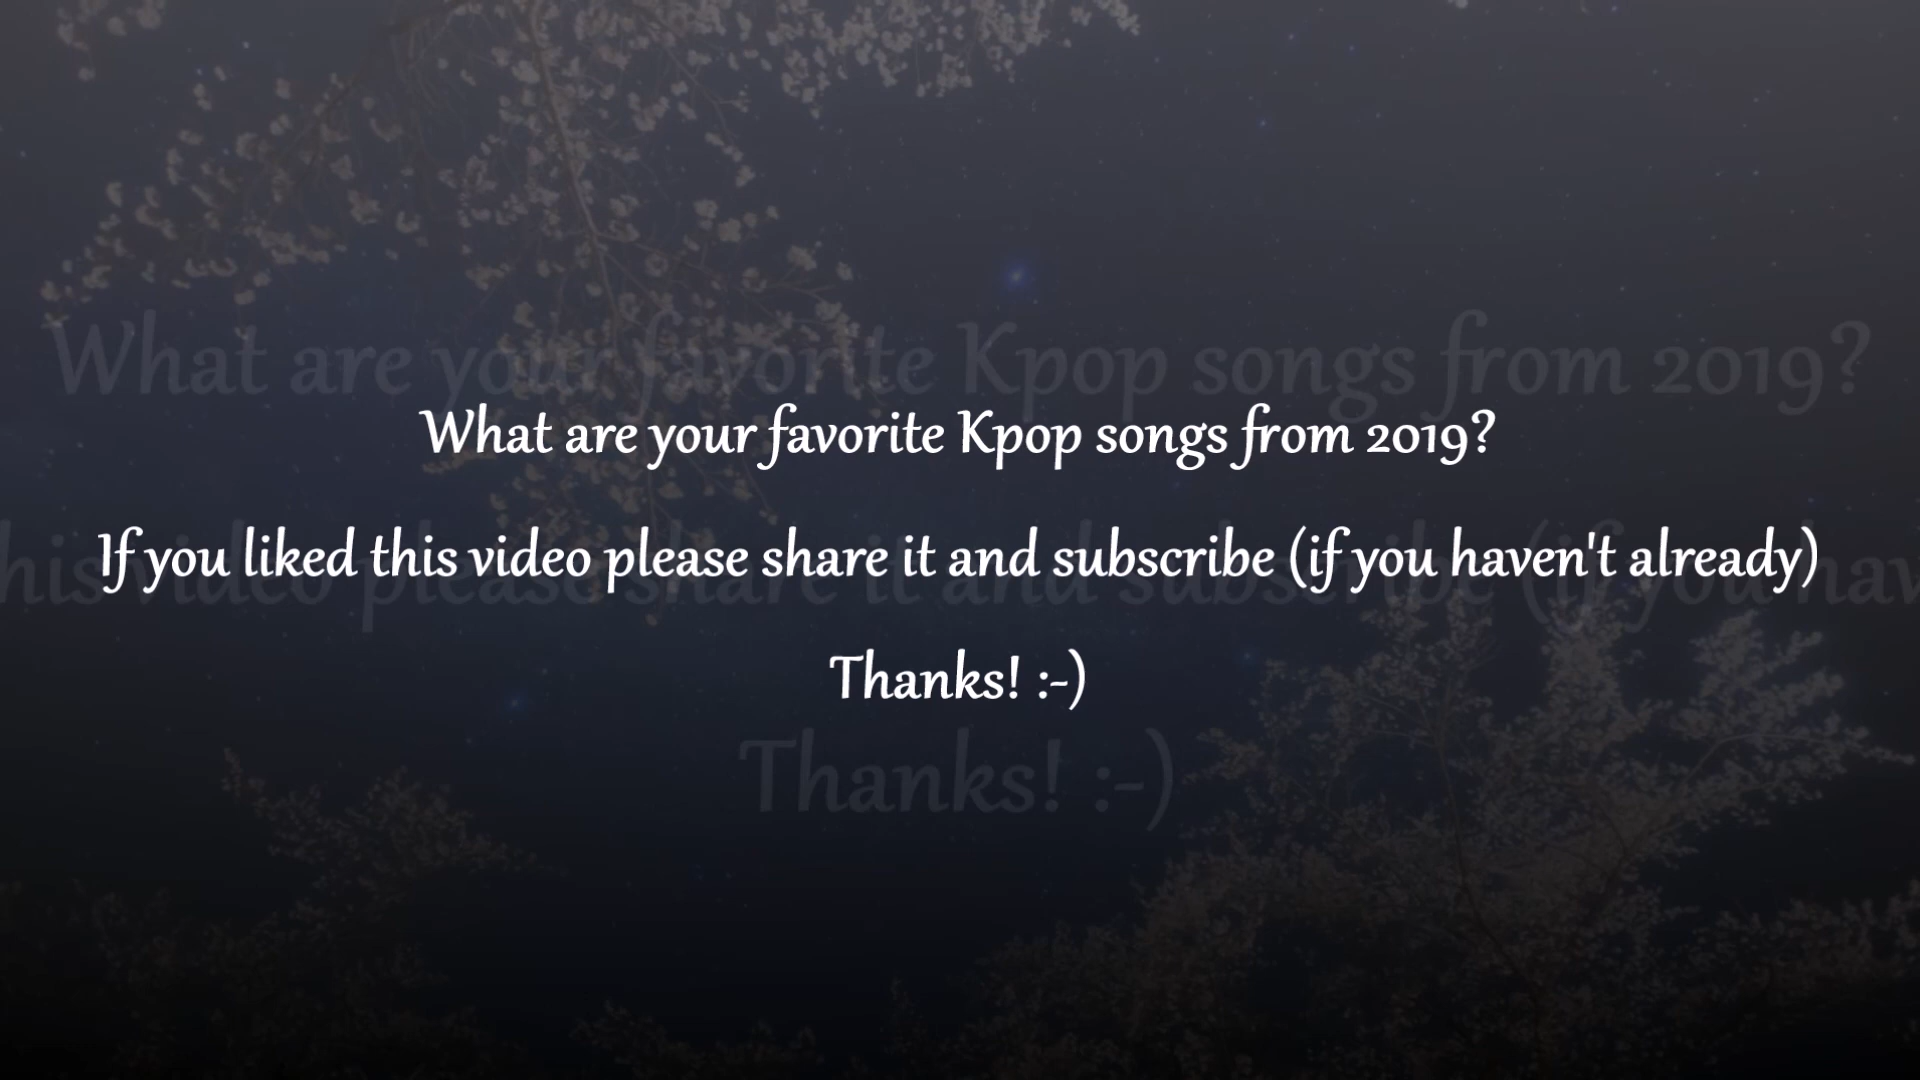 What are your favorite Kpop songs from 2019?
If you liked this video please share it and subscribe (if you haven't already)
Thanks! :-)